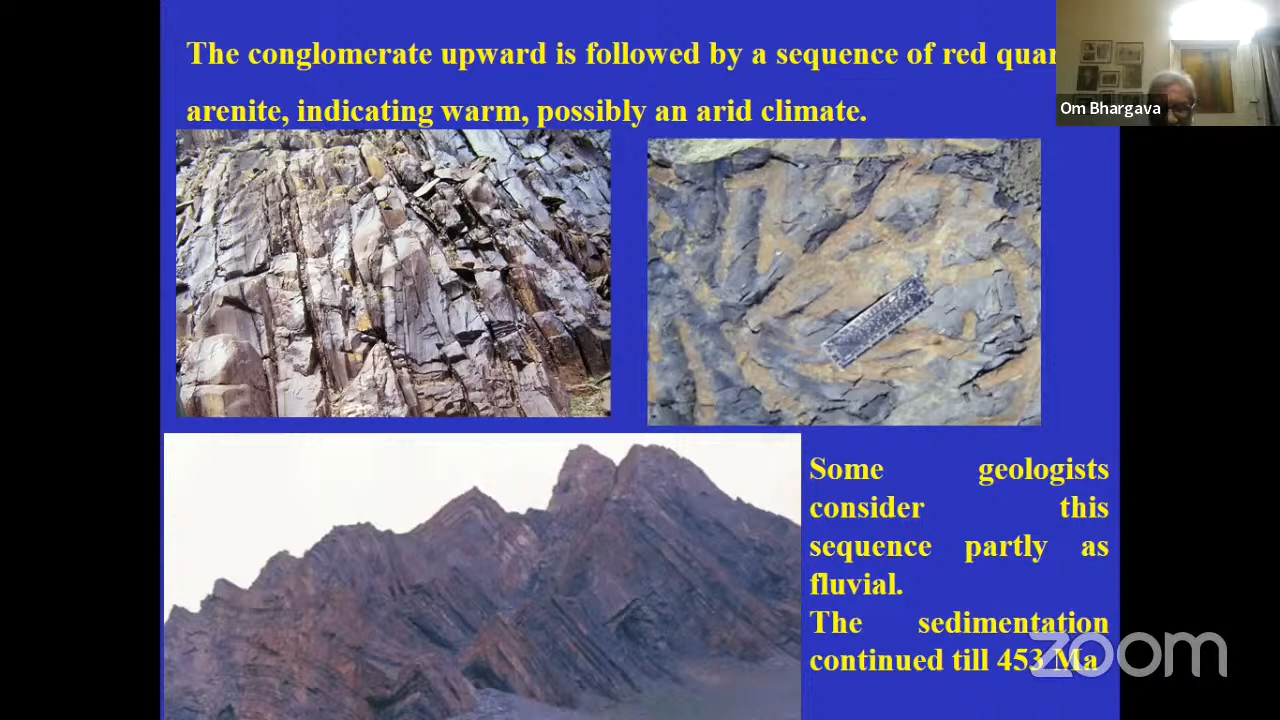 The conglomerate upward is followed by a sequence of red
arenite, indicating warm, possibly an arid climate.
Om Bhargava
Some geologists
consider this
sequence partly as
fluvial.
The sedimentation
continued till 453 Ma
zoom